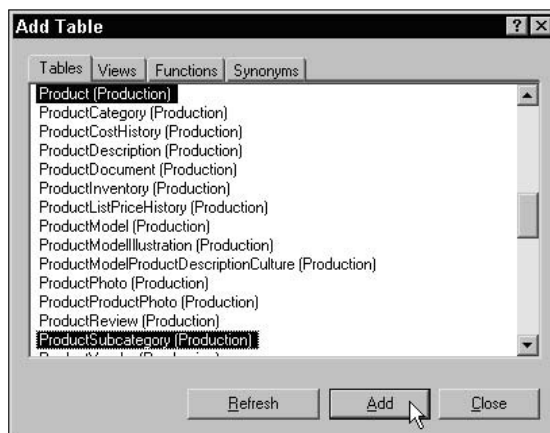 Add Table
Tables Views Functions Synonyms
Product (Production)
ProductCategory (Production)
ProductCostHistory (Production)
ProductDescription (Production)
ProductDocument (Production)
ProductInventory (Production)
ProductListPriceHistory (Production)
ProductModel (Production)
ProductModelIllustration (Production)
ProductModelProductDescriptionCulture (Production)
ProductPhoto (Production)
ProductProductPhoto (Production)
ProductReview (Production)
ProductSubcategory (Production)
Refresh Add Close